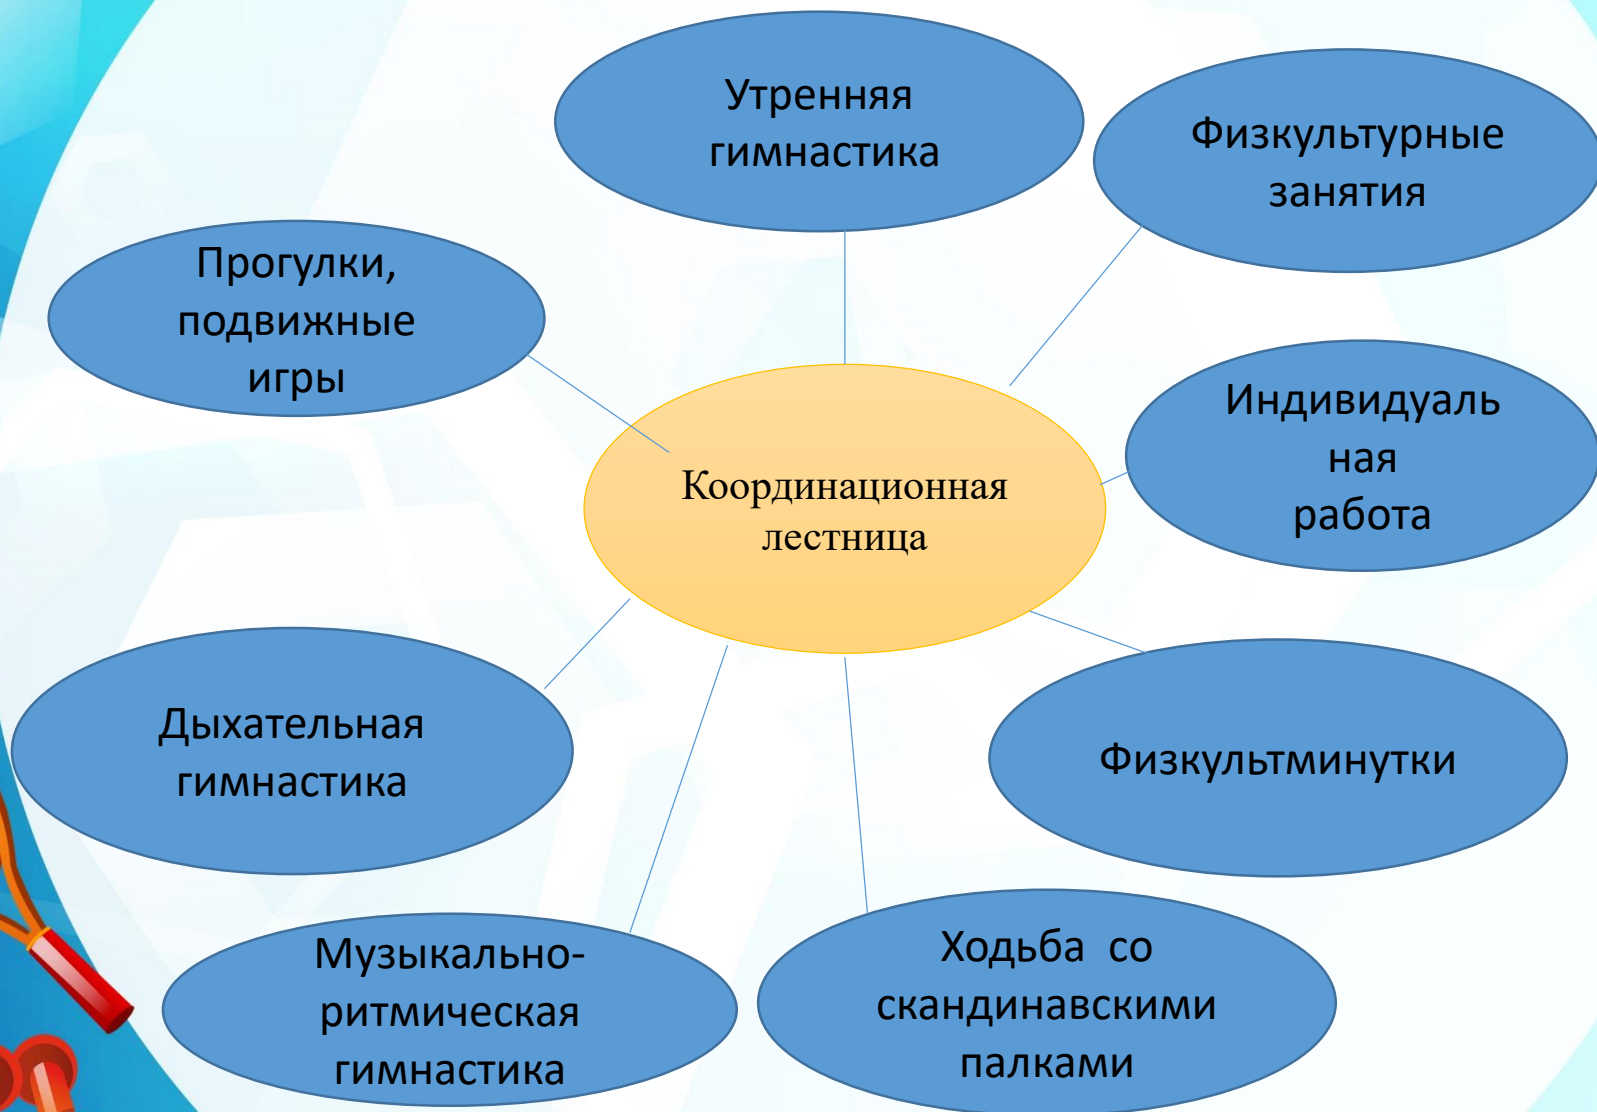 Утренняя
гимнастика
Физкультурные
занятия
Прогулки,
подвижные
игры
Индивидуаль
ная
работа
Координационная
лестница
Дыхательная
гимнастика
Физкультминутки
Музыкально-
ритмическая
гимнастика
Ходьба со
скандинавскими
палками